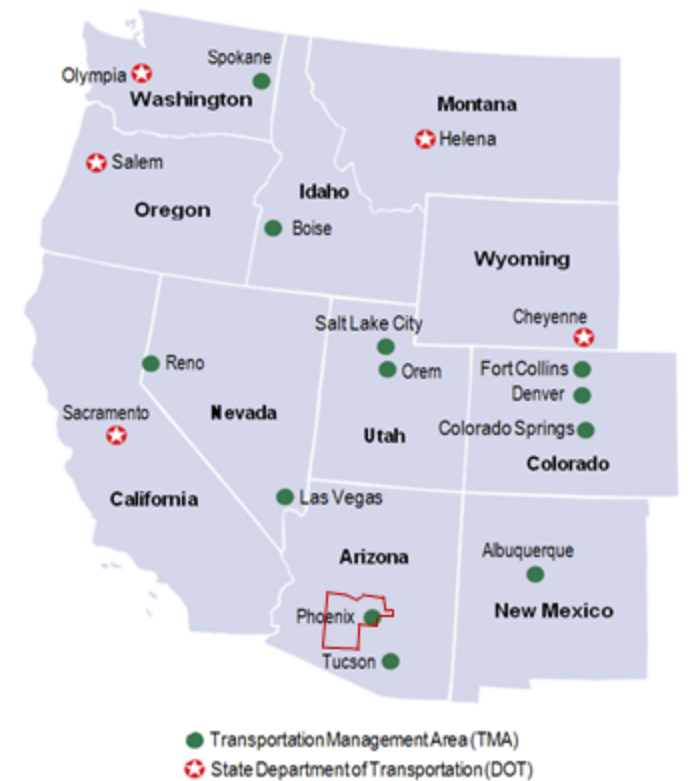 Spokane
Olympia
Washington
Montana
Helena
Salem
Idaho
Oregon
Boise
Wyoming
Cheyenne
Salt Lake City
Reno
Orem
Fort Collins
Denver
Sacramento
Nevada
Colorado Springs
Utah
Colorado
California
Las Vegas
Arizona
Albuquerque
New Mexico
Phoenix
Tucson
Transportation Management Area (TMA)
State Department of Transportation (DOT)